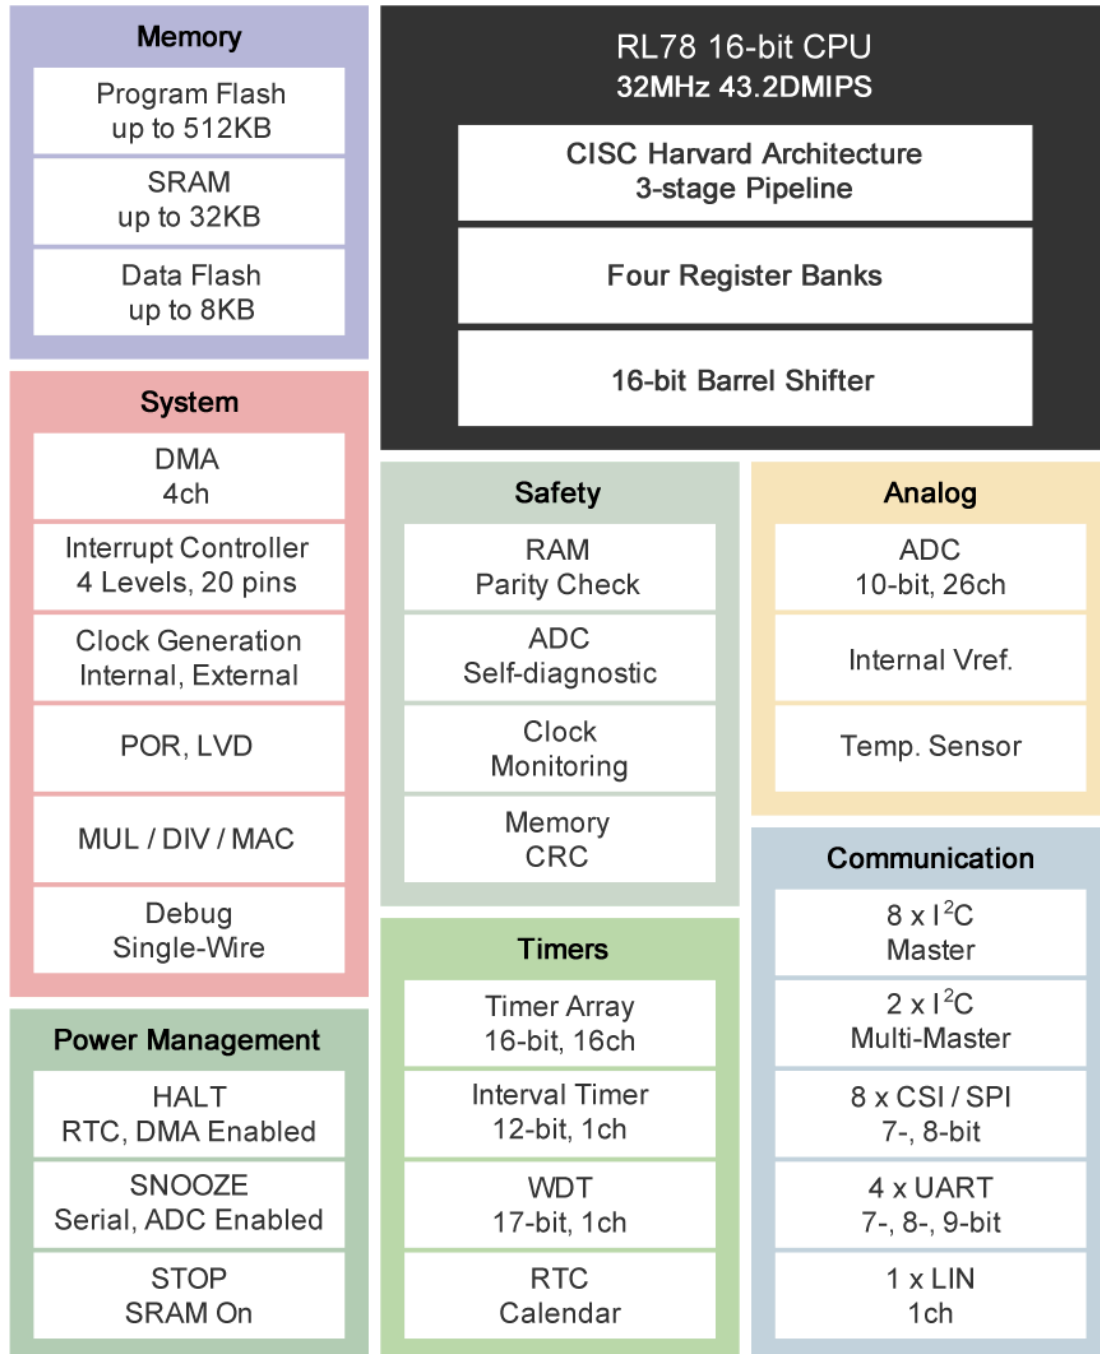 Memory
Program Flash
up to 512KB
SRAM
up to 32KB
Data Flash
up to 8KB
RL78 16-bit CPU
32MHz 43.2DMIPS
CISC Harvard Architecture
3-stage Pipeline
Four Register Banks
16-bit Barrel Shifter
System
DMA
4ch
Interrupt Controller
4 Levels, 20 pins
Clock Generation
Internal, External
POR, LVD
MUL / DIV / MAC
Debug
Single-Wire
Safety
RAM
Parity Check
ADC
Self-diagnostic
Clock
Monitoring
Memory
CRC
Analog
ADC
10-bit, 26ch
Internal Vref.
Temp. Sensor
Power Management
HALT
RTC, DMA Enabled
SNOOZE
Serial, ADC Enabled
STOP
SRAM On
Timers
Timer Array
16-bit, 16ch
Interval Timer
12-bit, 1ch
WDT
17-bit, 1ch
RTC
Calendar
Communication
8 x I²C
Master
2 x I²C
Multi-Master
8 x CSI / SPI
7-, 8-bit
4 x UART
7-, 8-, 9-bit
1 x LIN
1ch